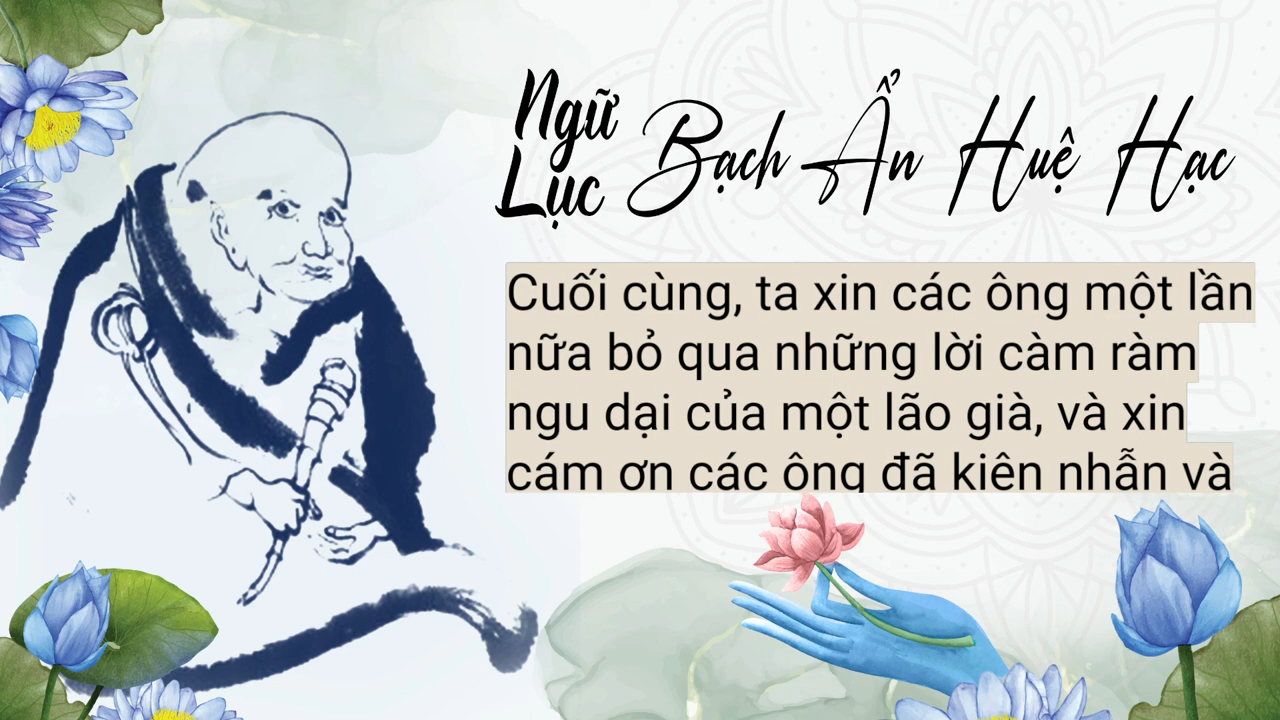 Ngữ
Lục
Bạch Ẩn Huệ Hạc
Cuối cùng, ta xin các ông một lần
nữa bỏ qua những lời càm ràm
ngu dại của một lão già, và xin
cám ơn các ông đã kiên nhẫn và